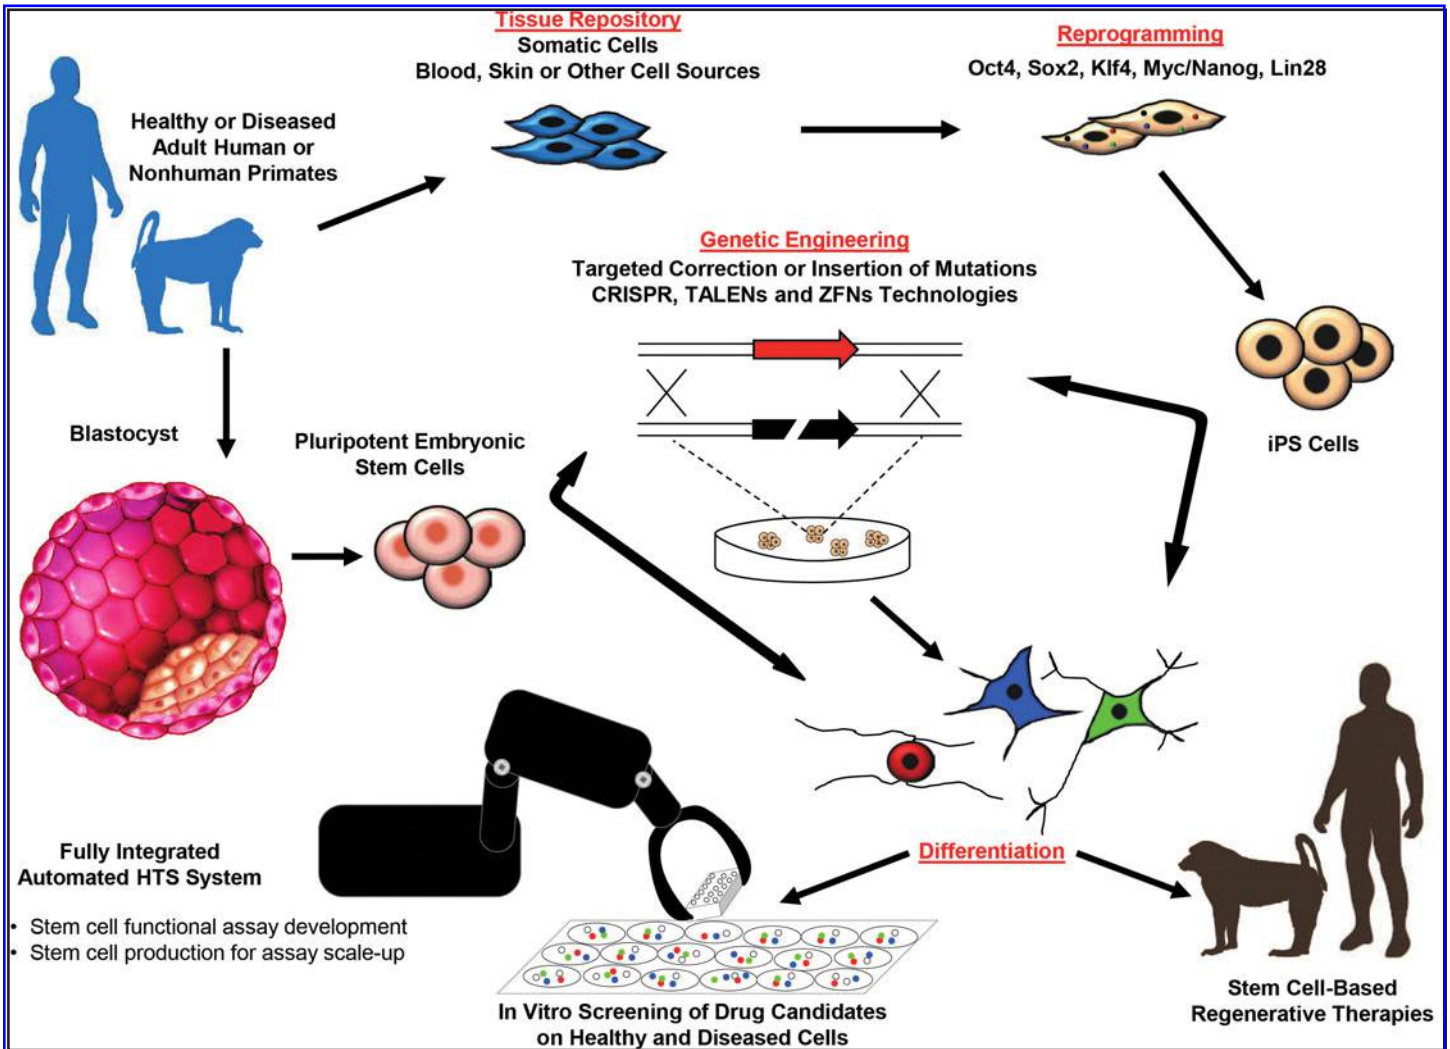 Tissue Repository
Somatic Cells
Blood, Skin or Other Cell Sources
Reprogramming
Oct4, Sox2, Klf4, Myc/Nanog, Lin28
Healthy or Diseased
Adult Human or
Nonhuman Primates
Genetic Engineering
Targeted Correction or Insertion of Mutations
CRISPR, TALENs and ZFNs Technologies
Blastocyst
Pluripotent Embryonic
Stem Cells
iPS Cells
Fully Integrated
Automated HTS System
• Stem cell functional assay development
• Stem cell production for assay scale-up
Differentiation
In Vitro Screening of Drug Candidates
on Healthy and Diseased Cells
Stem Cell-Based
Regenerative Therapies